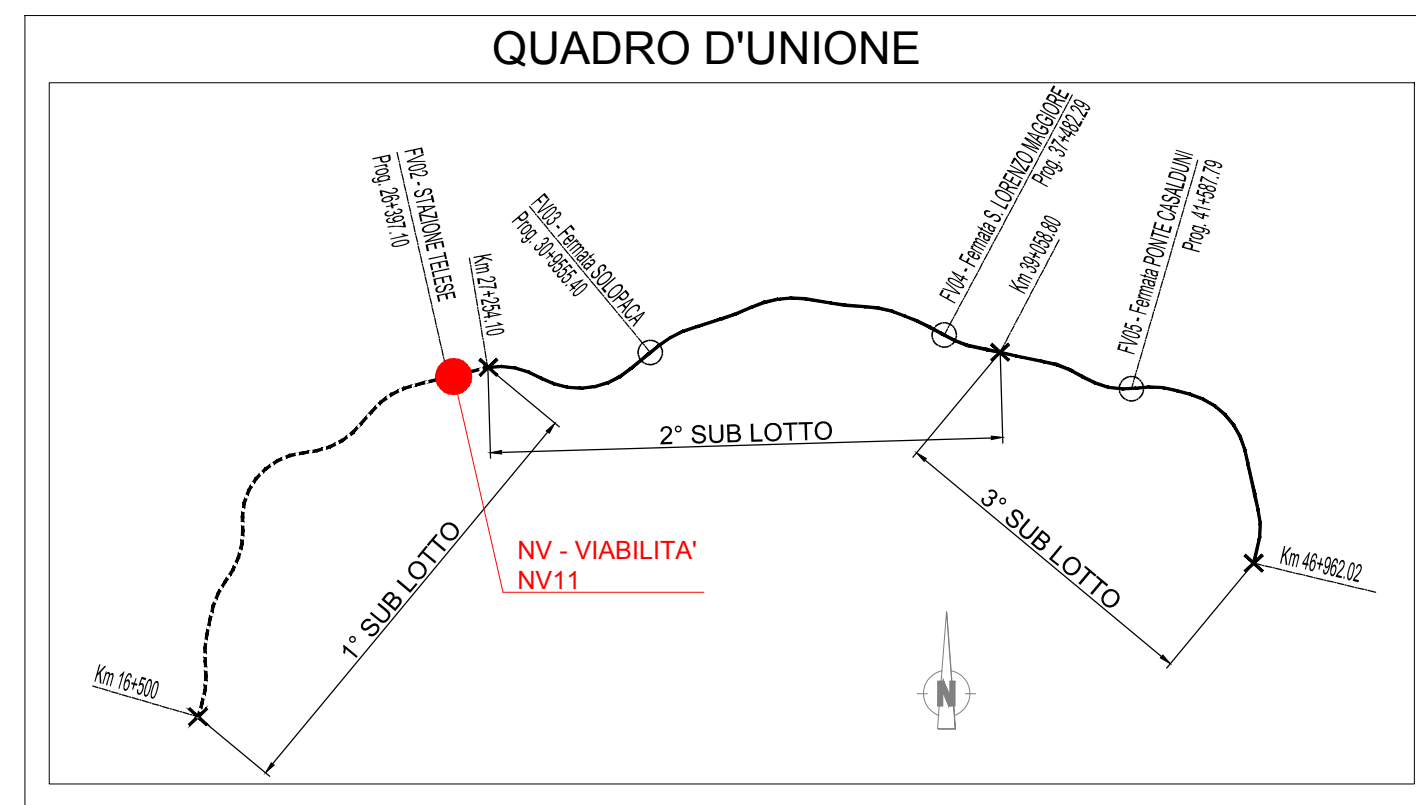 QUADRO D'UNIONE
FV02 - STAZIONE TELESE
Prog. 26+397.10
Km 27+254.10
FV03 - Fermata SOLOPACA
Prog. 30+9555.40
FV04 - Fermata S. LORENZO MAGGIORE
Prog. 37+482.29
Km 39+058.80
FV05 - Fermata PONTE CASALDUNI
Prog. 41+587.79
2° SUB LOTTO
1° SUB LOTTO
3° SUB LOTTO
NV - VIABILITA'
NV11
Km 46+962.02
Km 16+500
N